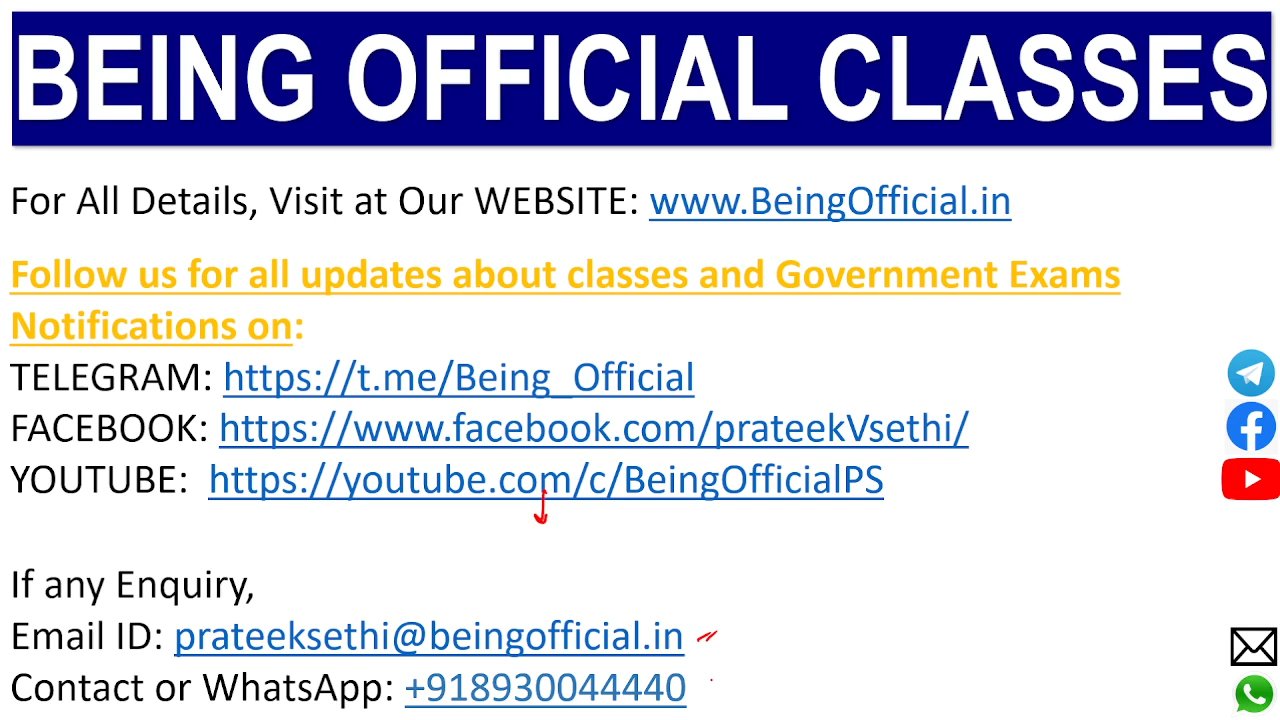 BEING OFFICIAL CLASSES
For All Details, Visit at Our WEBSITE: www.BeingOfficial.in
Follow us for all updates about classes and Government Exams
Notifications on:
TELEGRAM: https://t.me/Being_Official
FACEBOOK: https://www.facebook.com/prateekVsethi/
YOUTUBE: https://youtube.com/c/BeingOfficialPS
If any Enquiry,
Email ID: prateeksethi@beingofficial.in
Contact or WhatsApp: +918930044440